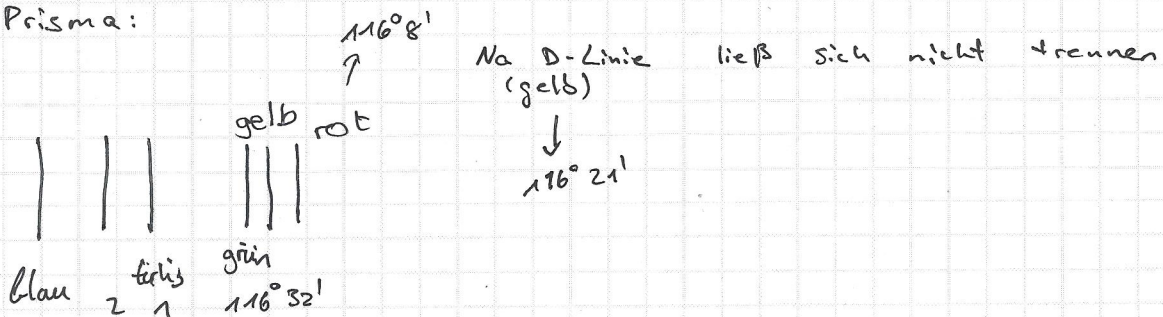 Prisma:
116°8'
Na D-Linie ließ sich nicht trennen
(gelb)
gelb rot
116° 21'
grün
blau türlis
2 1 116°32'